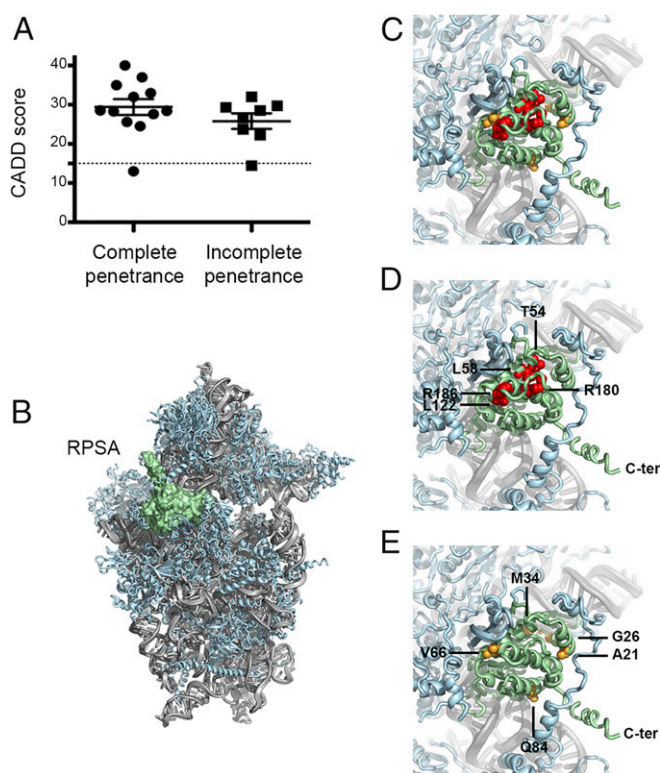 A
CADD score
40
30
20
10
0
Complete
penetrance
Incomplete
penetrance
B
RPSA
C
D
T54
L58
R186
L122
R180
C-ter
E
M34
G26
V66
A21
Q84
C-ter